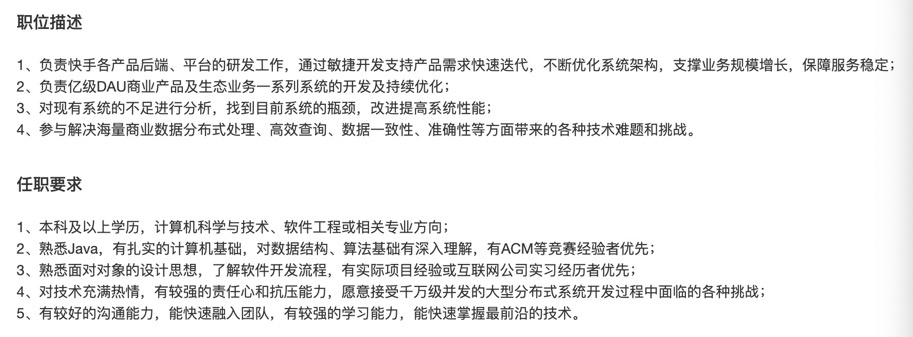 职位描述
1、负责快手各产品后端、平台的研发工作，通过敏捷开发支持产品需求快速迭代，不断优化系统架构，支撑业务规模增长，保障服务稳定；
2、负责亿级DAU商业产品及生态业务一系列系统的开发及持续优化；
3、对现有系统的不足进行分析，找到目前系统的瓶颈，改进提高系统性能；
4、参与解决海量商业数据分布式处理、高效查询、数据一致性、准确性等方面带来的各种技术难题和挑战。
任职要求
1、本科及以上学历，计算机科学与技术、软件工程或相关专业方向；
2、熟悉Java，有扎实的计算机基础，对数据结构、算法基础有深入理解，有ACM等竞赛经验者优先；
3、熟悉面对对象的设计思想，了解软件开发流程，有实际项目经验或互联网公司实习经历者优先；
4、对技术充满热情，有较强的责任心和抗压能力，愿意接受千万级并发的大型分布式系统开发过程中面临的各种挑战；
5、有较好的沟通能力，能快速融入团队，有较强的学习能力，能快速掌握最前沿的技术。